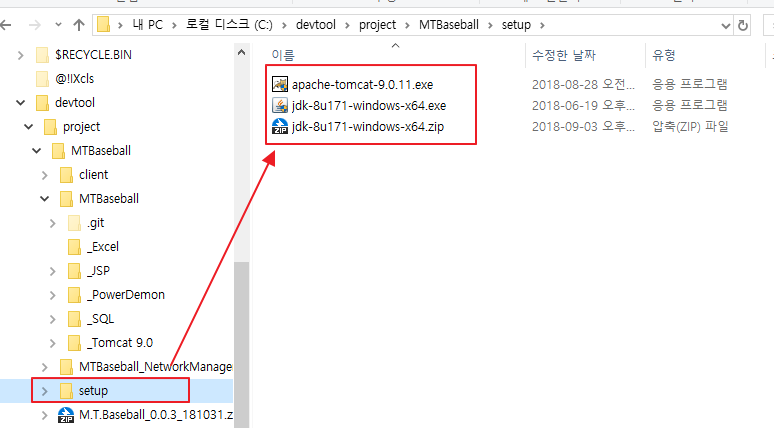 내 PC > 로컬 디스크 (C:) > devtool > project > MTBaseball > setup >
$RECYCLE.BIN
@!IXcls
devtool
project
MTBaseball
client
MTBaseball
.git
_Excel
_JSP
_PowerDemon
_SQL
_Tomcat 9.0
MTBaseball_NetworkManage
setup
M.T.Baseball_0.0.3_181031.z
이름 수정한 날짜 유형
apache-tomcat-9.0.11.exe 2018-08-28 오전... 응용 프로그램
jdk-8u171-windows-x64.exe 2018-06-19 오후... 응용 프로그램
jdk-8u171-windows-x64.zip 2018-09-03 오후... 압축(ZIP) 파일